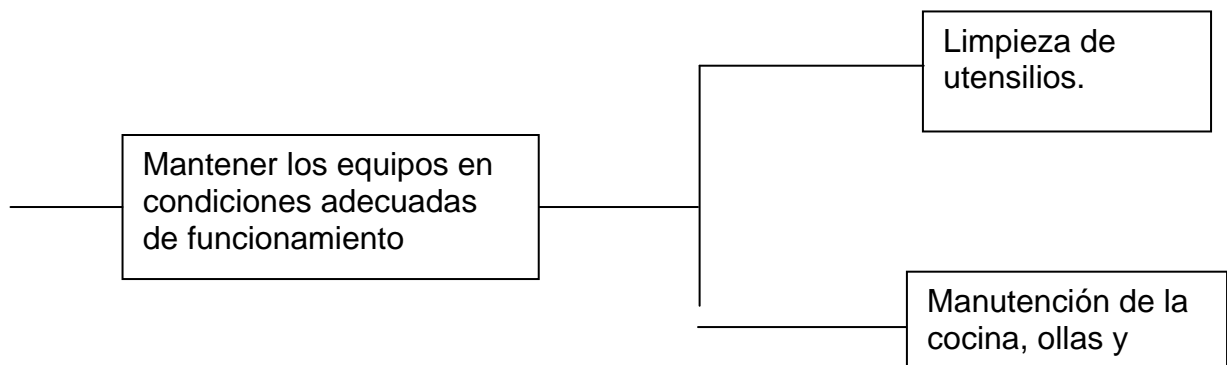 Limpieza de
utensilios.
Mantener los equipos en
condiciones adecuadas
de funcionamiento
Manutención de la
cocina, ollas y